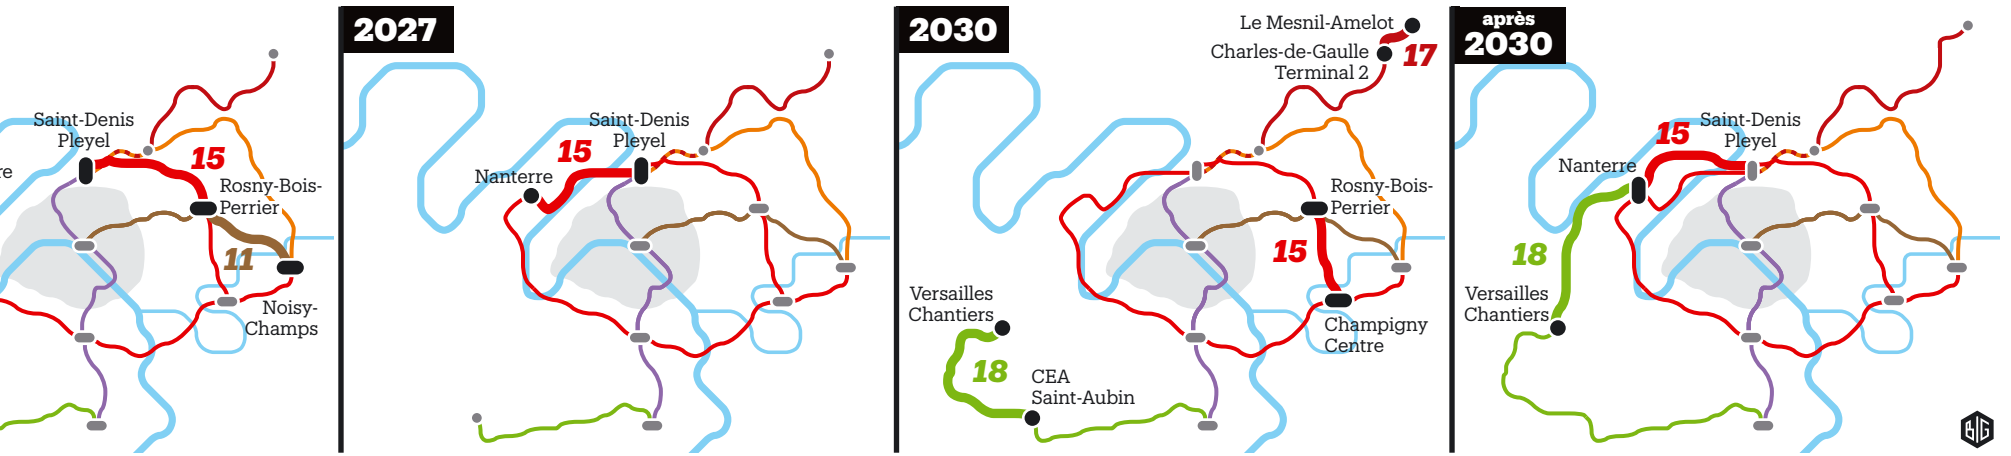 Saint-Denis
Pleyel
15
re
Rosny-Bois-
Perrier
11
Noisy-
Champs
2027
Saint-Denis
Pleyel
15
Nanterre
2030
Le Mesnil-Amelot
Charles-de-Gaulle
Terminal 2
17
Rosny-Bois-
Perrier
15
Versailles
Chantiers
Champigny
Centre
18
CEA
Saint-Aubin
après
2030
15
Saint-Denis
Pleyel
Nanterre
18
Versailles
Chantiers
BIG